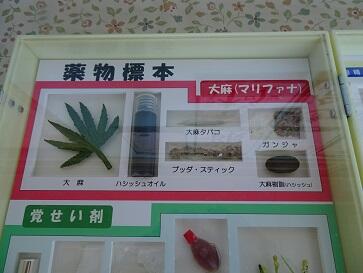 薬物標本
大麻(マリファナ)
大麻タバコ
ガンジャ
ブッダ・スティック
大麻
ハシッシュオイル
大麻樹脂(ハシッシュ)
覚せい剤